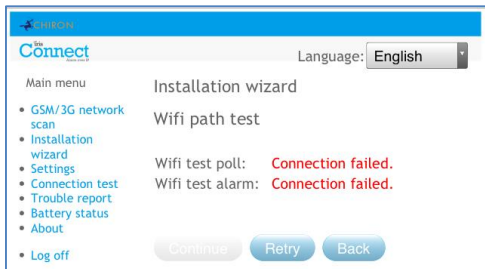 CHIRON
Iris
Connect
Language: English
Main menu
Installation wizard
• GSM/3G network
scan
Wifi path test
• Installation
wizard
• Settings
Wifi test poll: Connection failed.
• Connection test
Wifi test alarm: Connection failed.
• Trouble report
• Battery status
• About
• Log off
Continue
Retry
Back